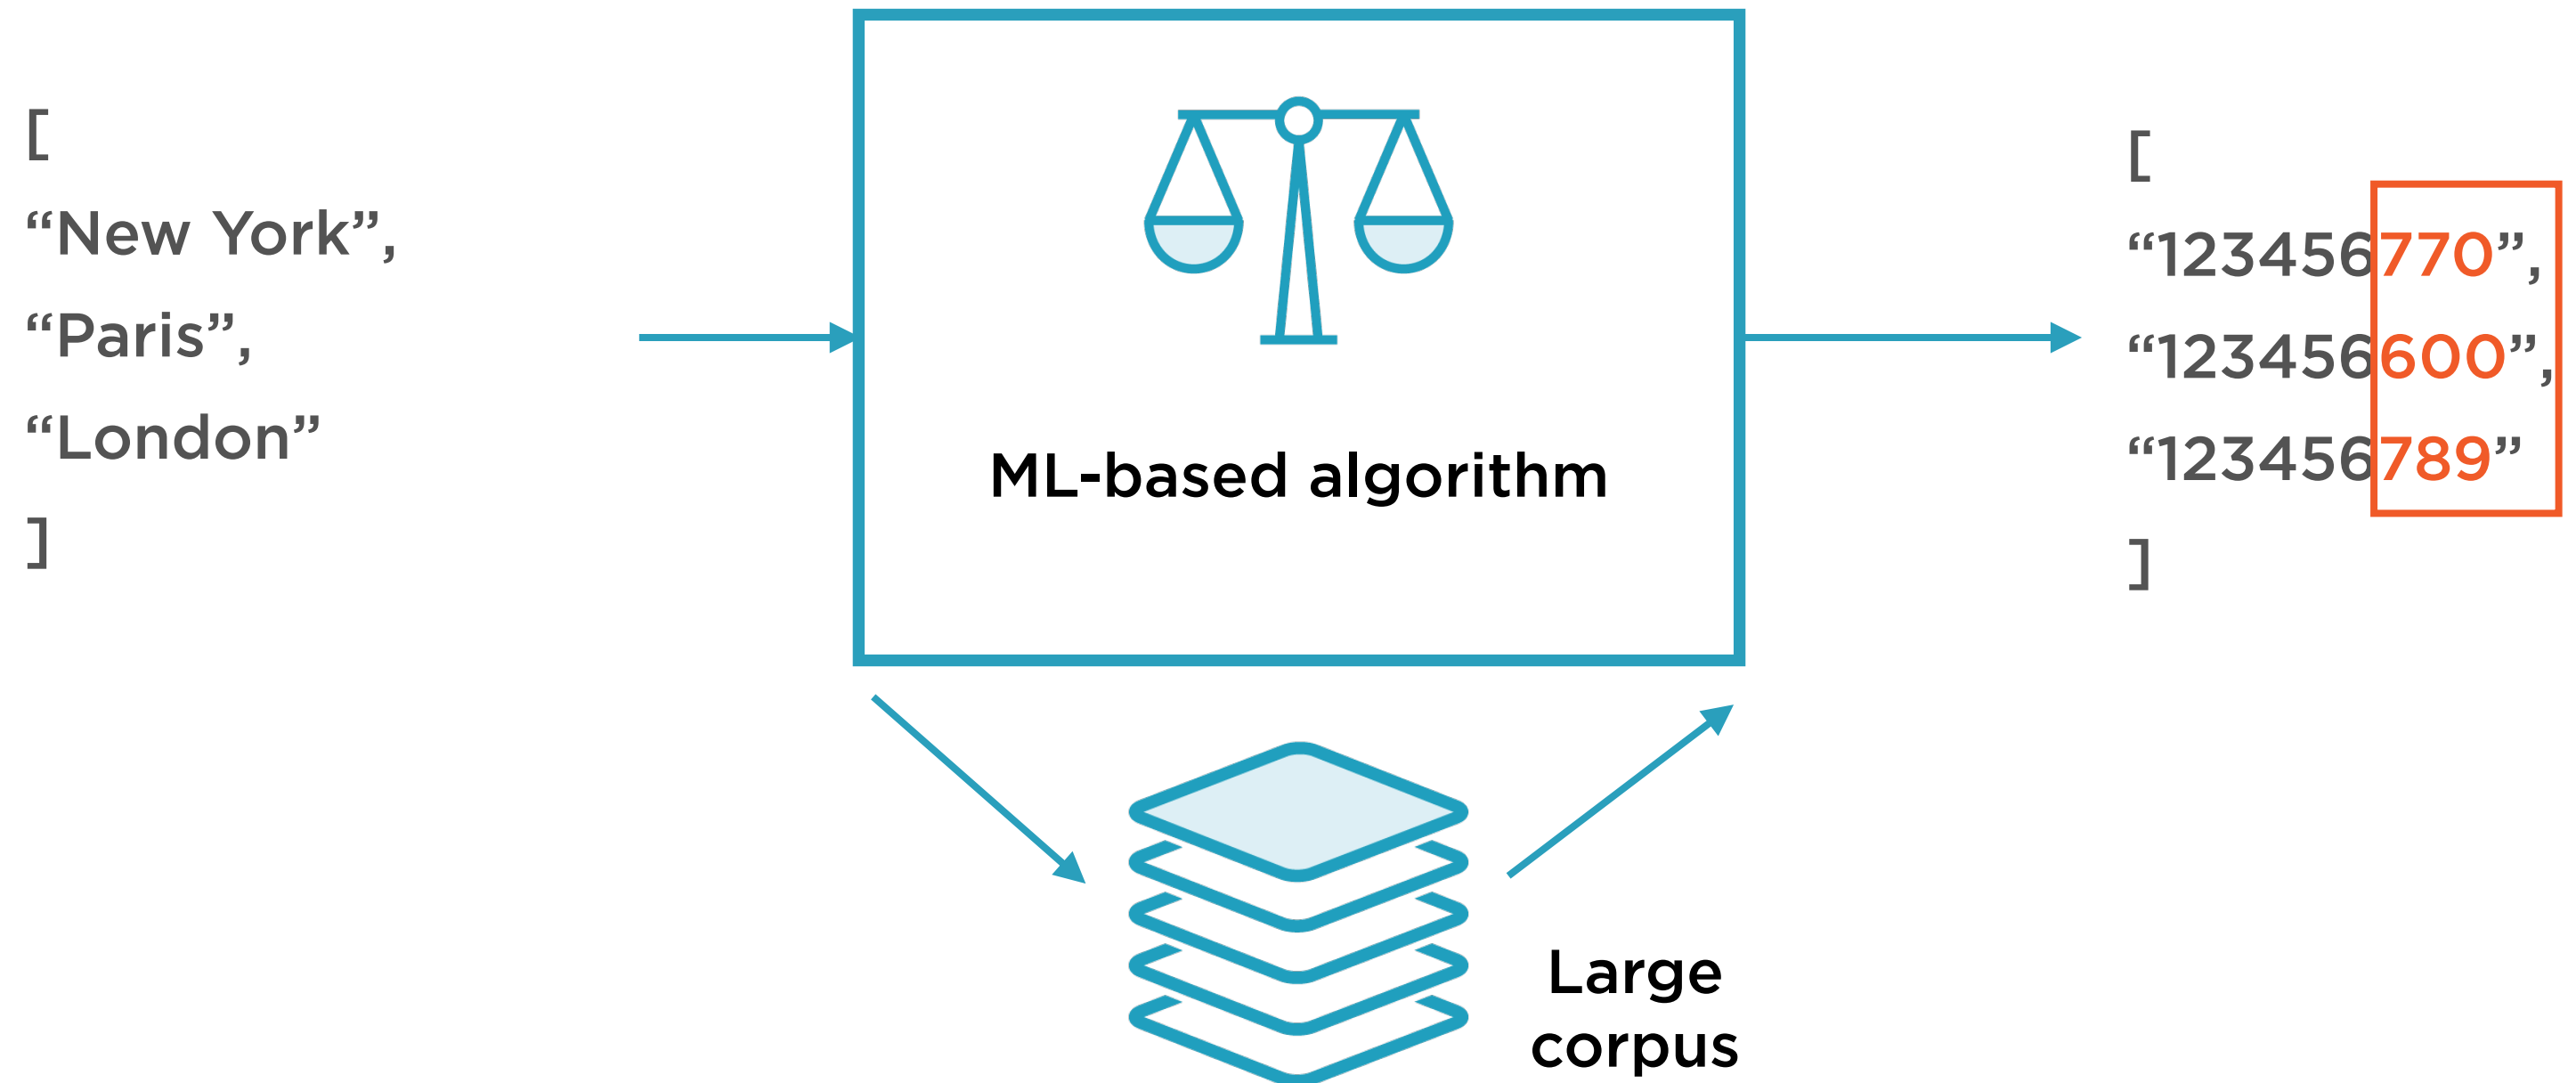 [
“New York”,
“Paris”,
“London”
]
ML-based algorithm
[
“123456770”,
“123456600”,
“123456789”
]
Large
corpus